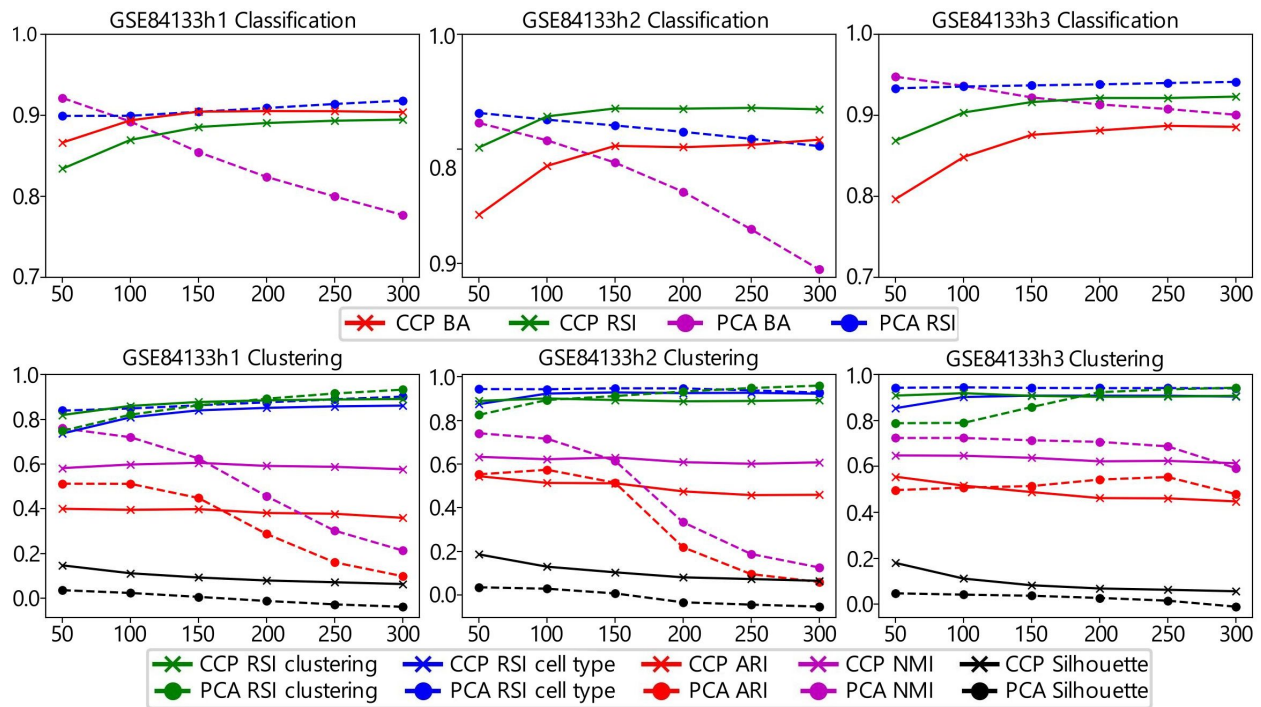 GSE84133h1 Classification
1.0
0.9
0.8
0.7
50 100 150 200 250 300
GSE84133h2 Classification
1.0
0.8
0.9
50 100 150 200 250 300
GSE84133h3 Classification
1.0
0.9
0.8
0.7
50 100 150 200 250 300
CCP BA CCP RSI PCA BA PCA RSI
GSE84133h1 Clustering
1.0
0.8
0.6
0.4
0.2
0.0
50 100 150 200 250 300
GSE84133h2 Clustering
1.0
0.8
0.6
0.4
0.2
0.0
50 100 150 200 250 300
GSE84133h3 Clustering
1.0
0.8
0.6
0.4
0.2
0.0
50 100 150 200 250 300
CCP RSI clustering CCP RSI cell type CCP ARI CCP NMI CCP Silhouette
PCA RSI clustering PCA RSI cell type PCA ARI PCA NMI PCA Silhouette